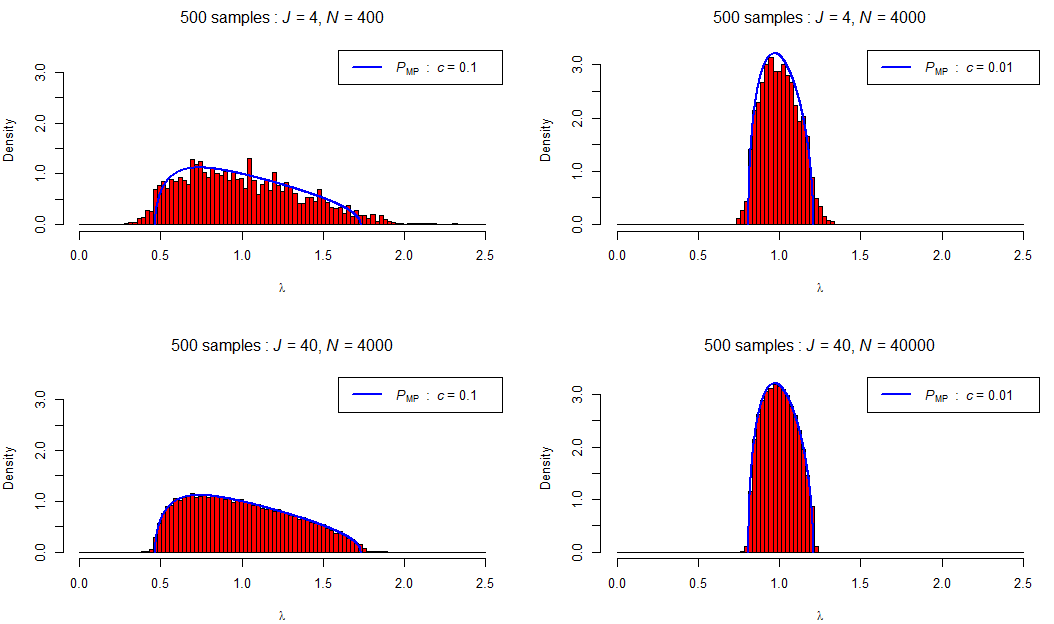 500 samples : J = 4, N = 400
Density
0.0 1.0 2.0 3.0
P_MP : c = 0.1
0.0 0.5 1.0 1.5 2.0 2.5
λ
500 samples : J = 4, N = 4000
Density
0.0 1.0 2.0 3.0
P_MP : c = 0.01
0.0 0.5 1.0 1.5 2.0 2.5
λ
500 samples : J = 40, N = 4000
Density
0.0 1.0 2.0 3.0
P_MP : c = 0.1
0.0 0.5 1.0 1.5 2.0 2.5
λ
500 samples : J = 40, N = 40000
Density
0.0 1.0 2.0 3.0
P_MP : c = 0.01
0.0 0.5 1.0 1.5 2.0 2.5
λ